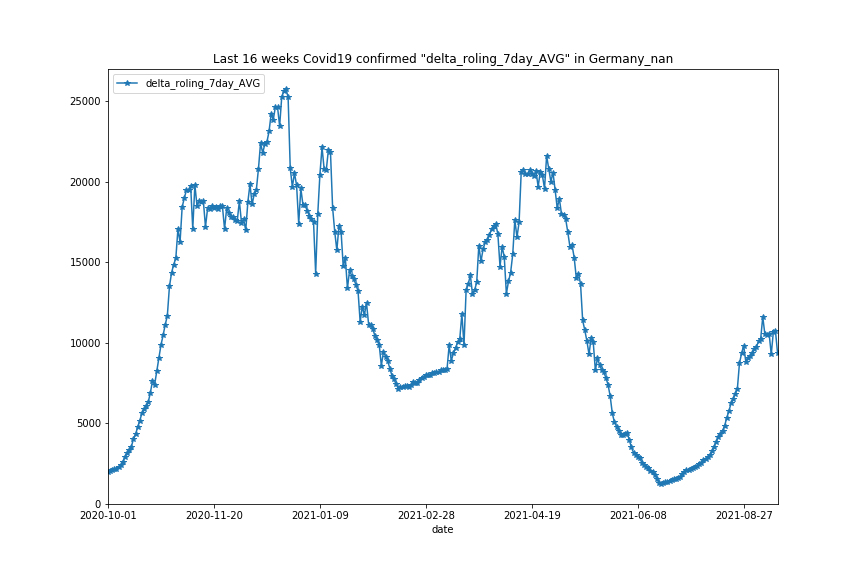 Last 16 weeks Covid19 confirmed "delta_roling_7day_AVG" in Germany_nan
delta_roling_7day_AVG
25000
20000
15000
10000
5000
0
2020-10-01 2020-11-20 2021-01-09 2021-02-28 2021-04-19 2021-06-08 2021-08-27
date